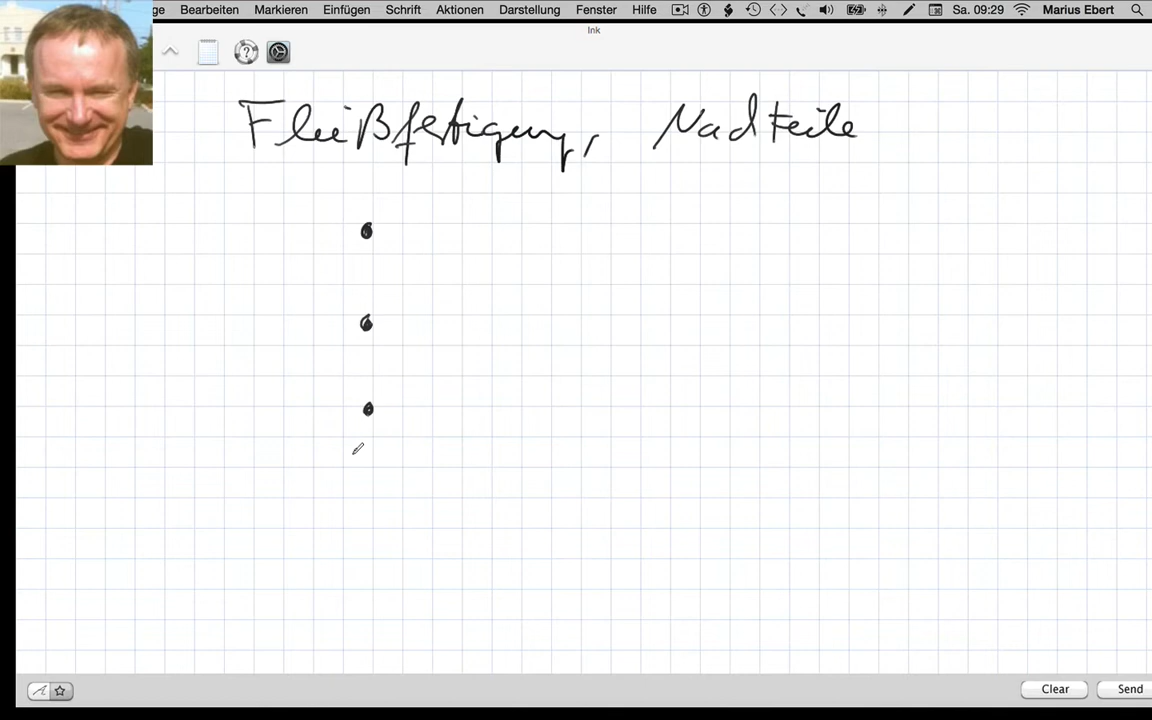 ge Bearbeiten Markieren Einfügen Schrift Aktionen Darstellung Fenster Hilfe Sa. 09:29 Marius Ebert
Ink
Fließfertigung, Nachteile
Clear Send